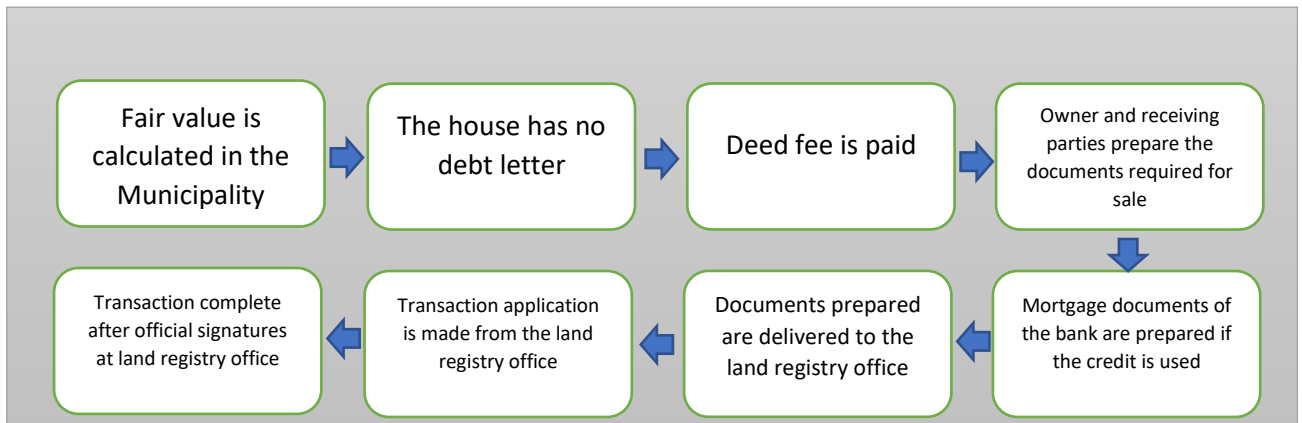 Fair value is
calculated in the
Municipality
The house has no
debt letter
Deed fee is paid
Owner and receiving
parties prepare the
documents required for
sale
Mortgage documents of
the bank are prepared if
the credit is used
Documents prepared
are delivered to the
land registry office
Transaction application
is made from the land
registry office
Transaction complete
after official signatures
at land registry office